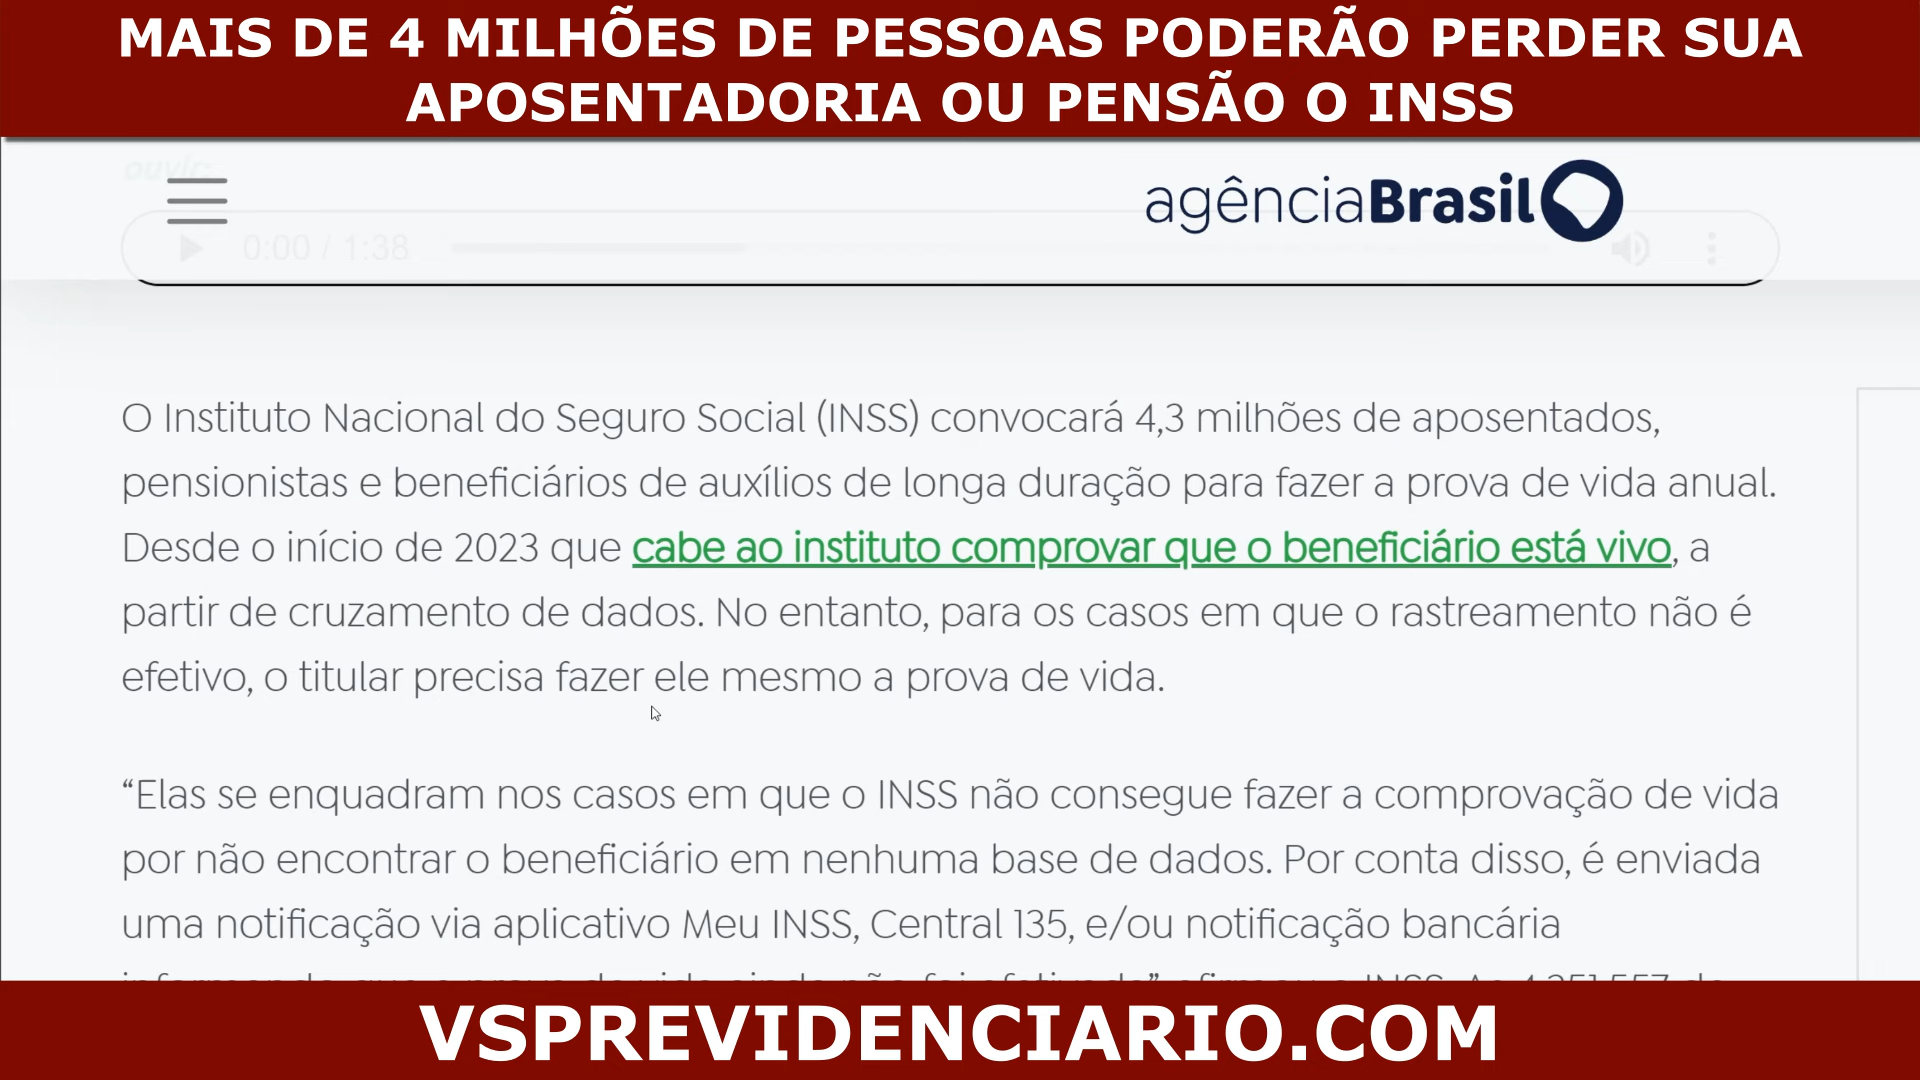 MAIS DE 4 MILHÕES DE PESSOAS PODERÃO PERDER SUA
APOSENTADORIA OU PENSÃO O INSS
ouvir:
agênciaBrasil
0:00 / 1:38
O Instituto Nacional do Seguro Social (INSS) convocará 4,3 milhões de aposentados,
pensionistas e beneficiários de auxílios de longa duração para fazer a prova de vida anual.
Desde o início de 2023 que cabe ao instituto comprovar que o beneficiário está vivo, a
partir de cruzamento de dados. No entanto, para os casos em que o rastreamento não é
efetivo, o titular precisa fazer ele mesmo a prova de vida.
“Elas se enquadram nos casos em que o INSS não consegue fazer a comprovação de vida
por não encontrar o beneficiário em nenhuma base de dados. Por conta disso, é enviada
uma notificação via aplicativo Meu INSS, Central 135, e/ou notificação bancária
VSPREVIDENCIARIO.COM